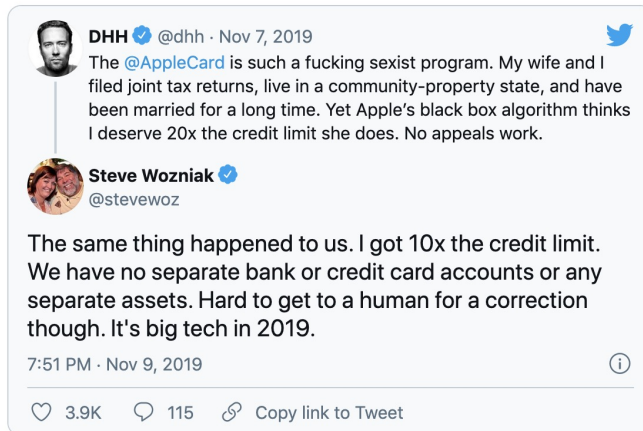 DHH @dhh · Nov 7, 2019
The @AppleCard is such a fucking sexist program. My wife and I
filed joint tax returns, live in a community-property state, and have
been married for a long time. Yet Apple’s black box algorithm thinks
I deserve 20x the credit limit she does. No appeals work.
Steve Wozniak
@stevewoz
The same thing happened to us. I got 10x the credit limit.
We have no separate bank or credit card accounts or any
separate assets. Hard to get to a human for a correction
though. It's big tech in 2019.
7:51 PM · Nov 9, 2019
3.9K 115 Copy link to Tweet